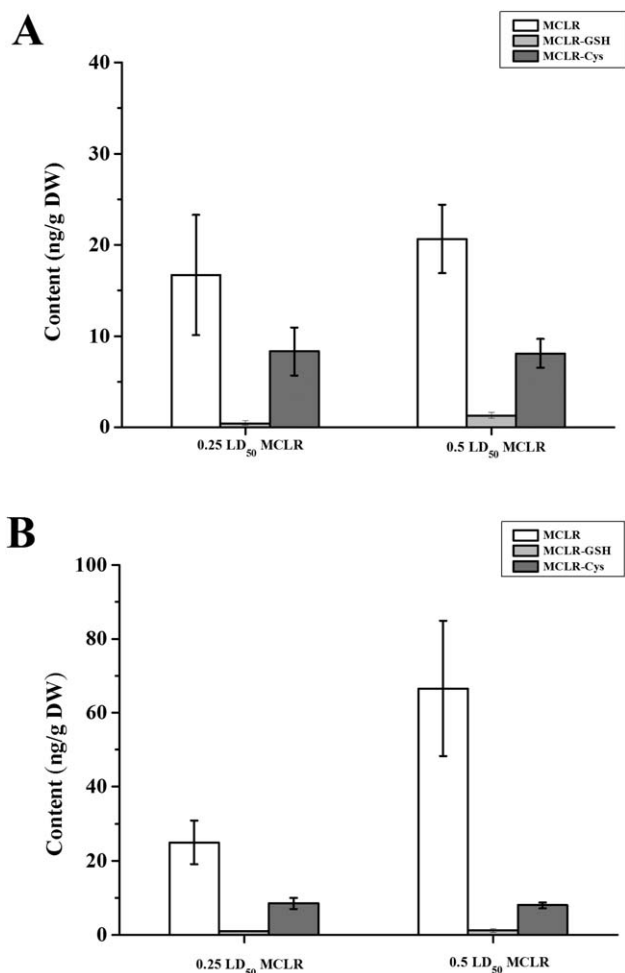 A
MCLR
MCLR-GSH
MCLR-Cys
40
30
20
10
0
Content (ng/g DW)
0.25 LD50 MCLR
0.5 LD50 MCLR
B
MCLR
MCLR-GSH
MCLR-Cys
100
80
60
40
20
0
Content (ng/g DW)
0.25 LD50 MCLR
0.5 LD50 MCLR